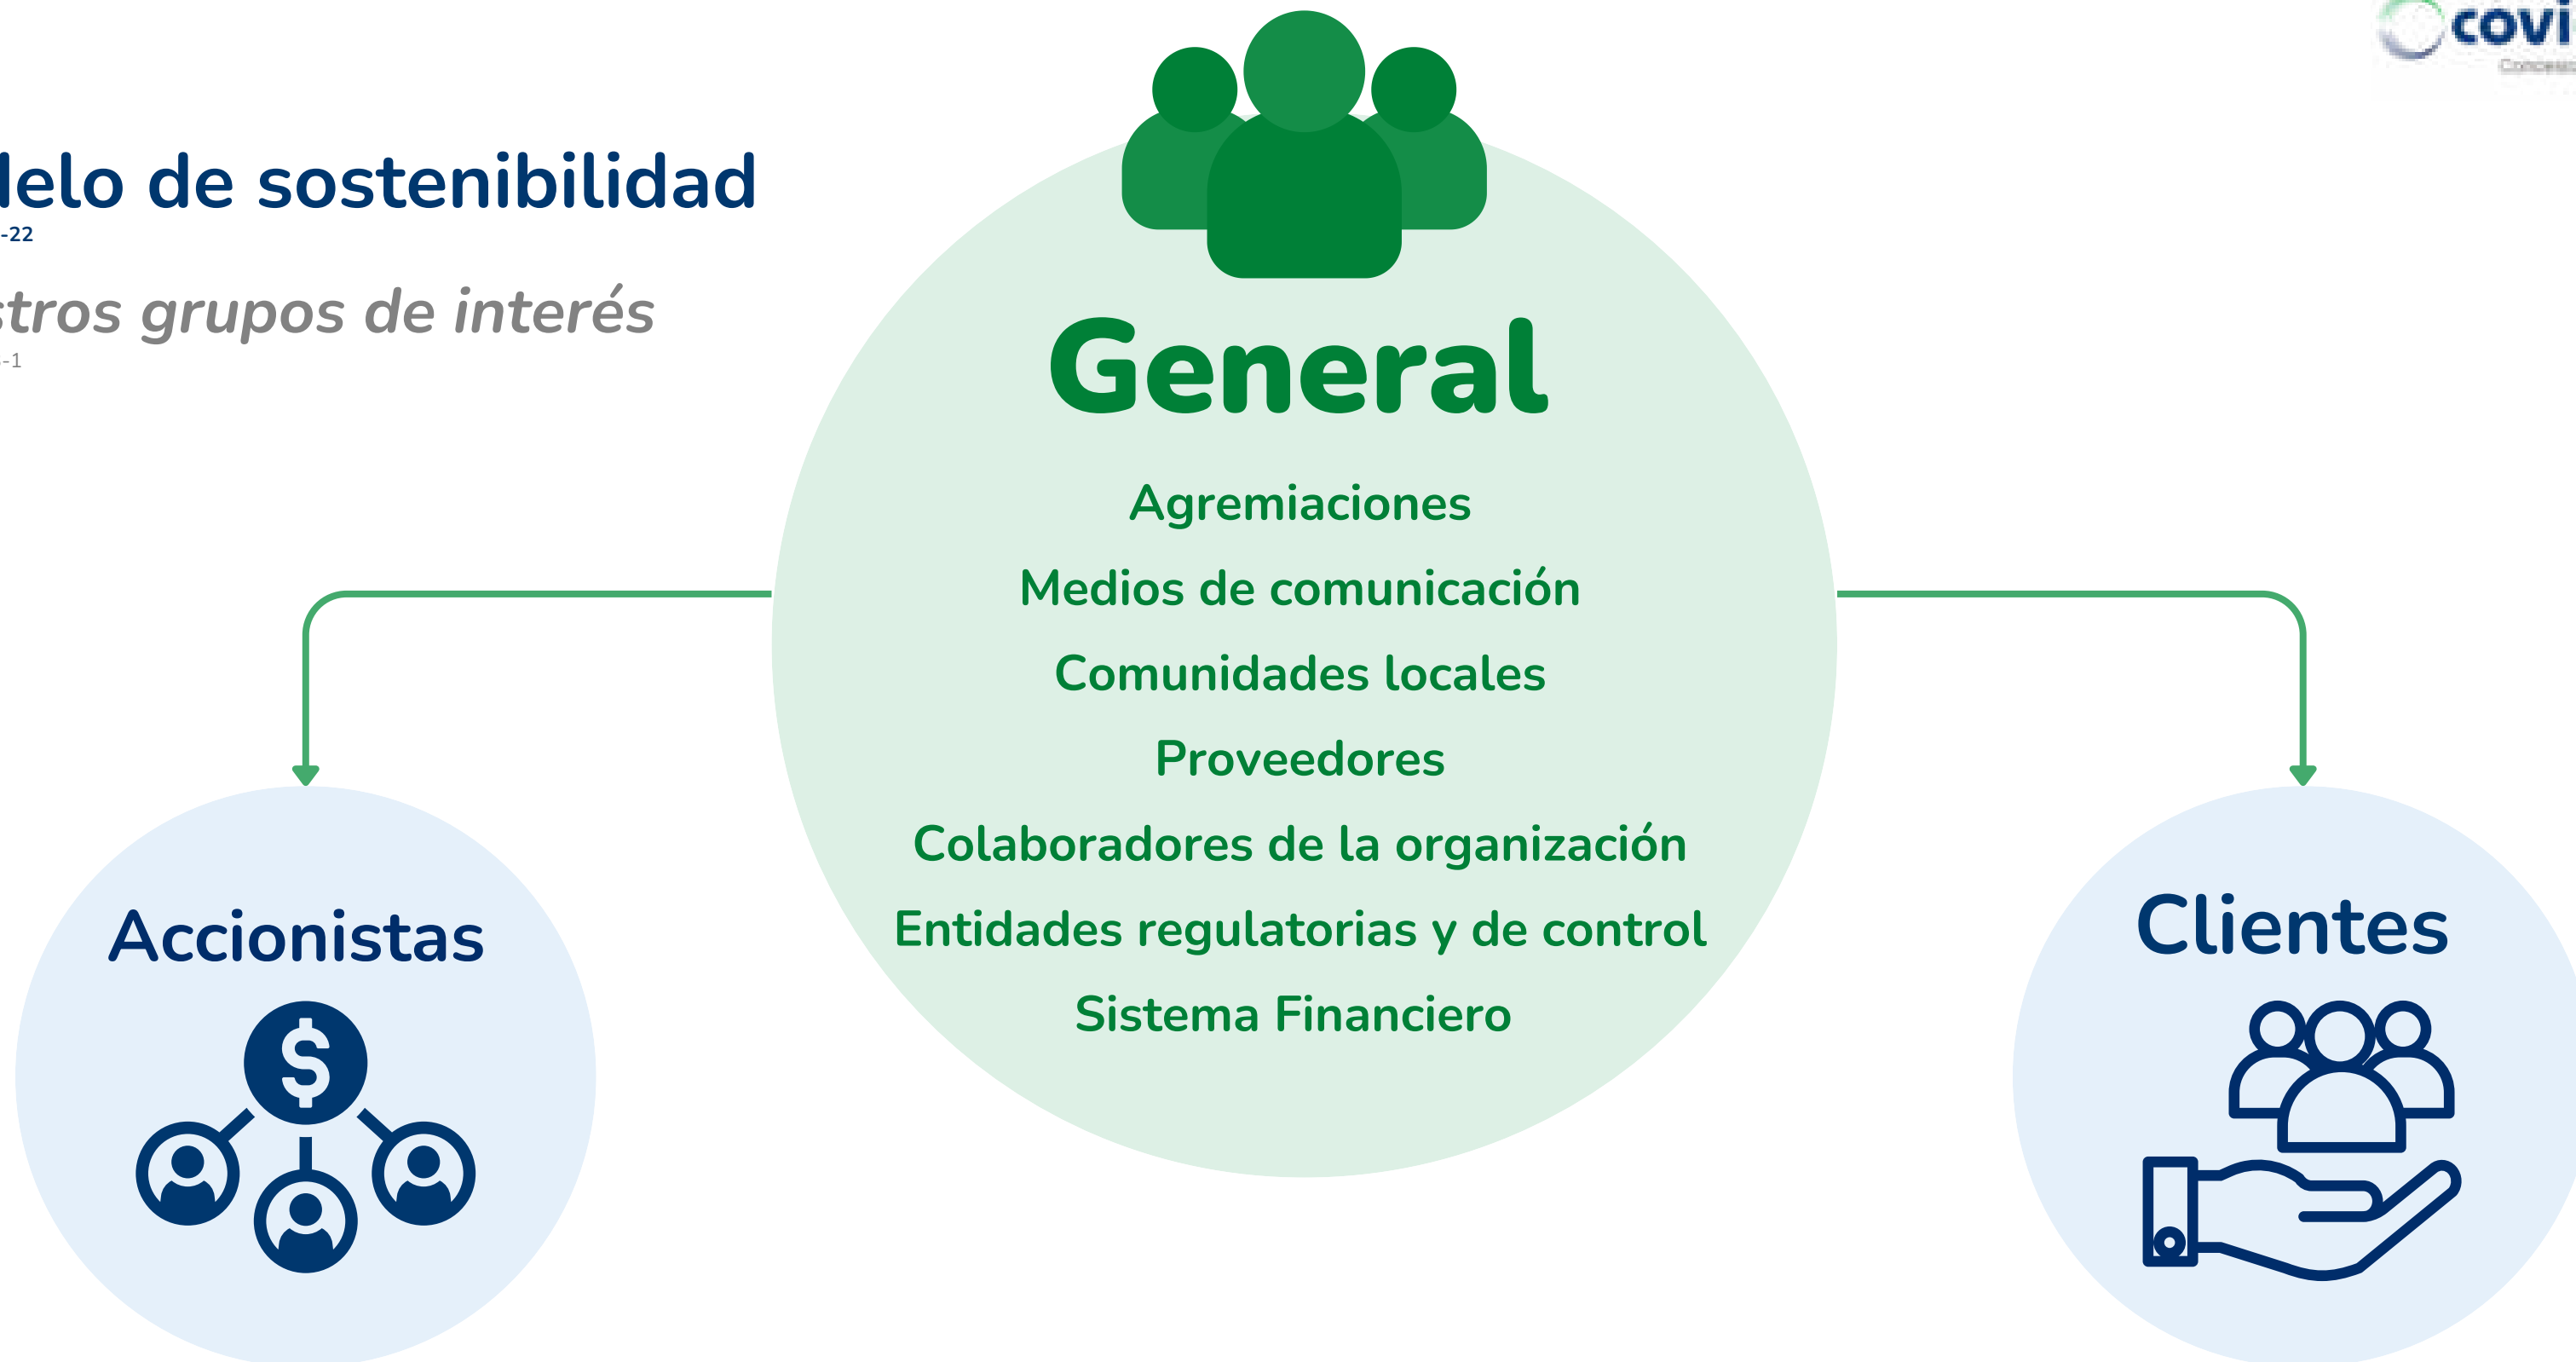 covi
delo de sostenibilidad
-22
stros grupos de interés
-1
General
Agremiaciones
Medios de comunicación
Comunidades locales
Proveedores
Colaboradores de la organización
Entidades regulatorias y de control
Sistema Financiero
Accionistas
$
Clientes